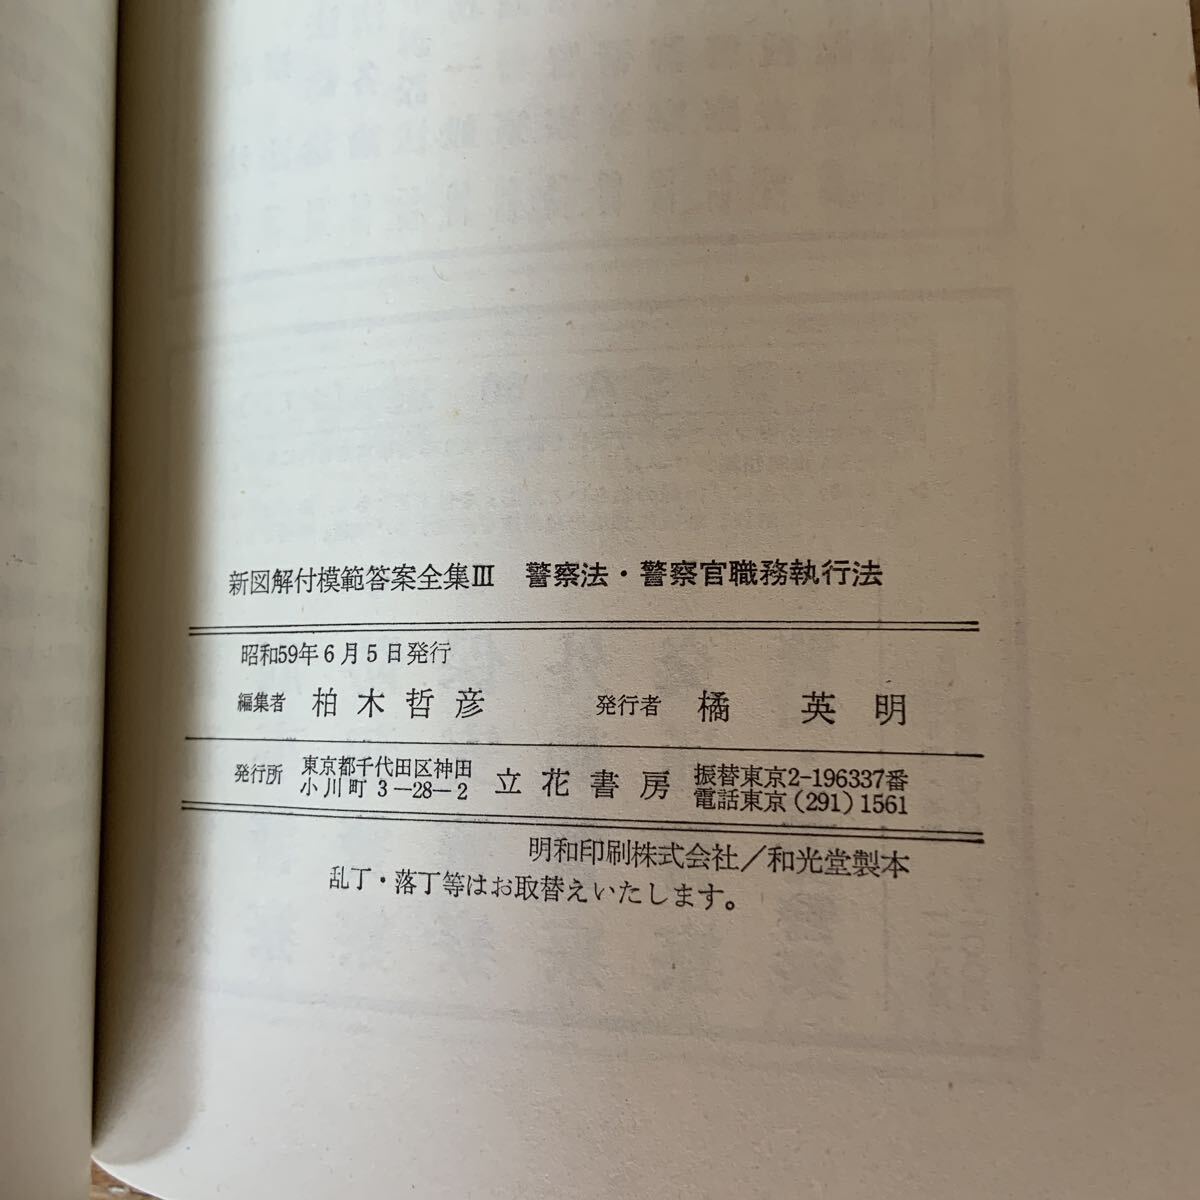 新図解付模範答案全集Ⅲ　警察法・警察官職務執行法
昭和59年6月5日発行
編集者 柏木哲彦 発行者 橘 英明
発行所 東京都千代田区神田小川町 3―28―2 立花書房 振替東京2-196337番
電話東京(291)1561
明和印刷株式会社/和光堂製本
乱丁・落丁等はお取替えいたします。